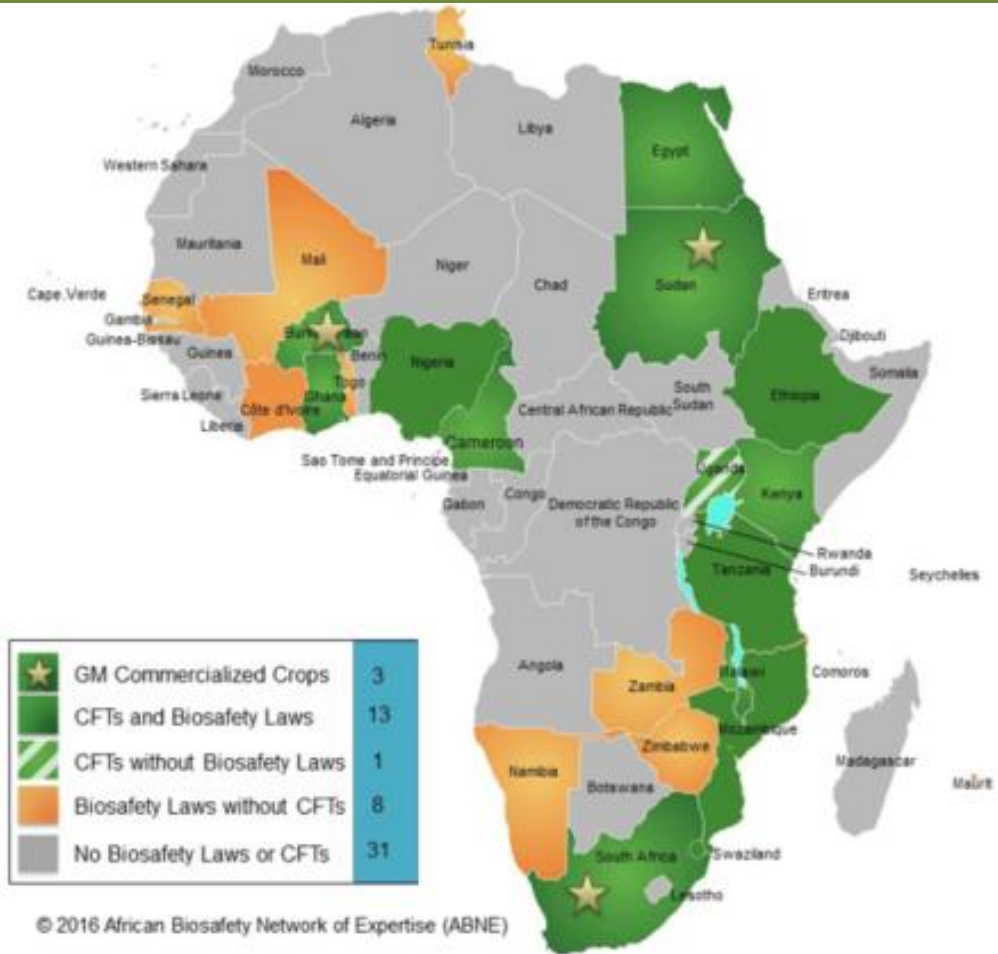 Tunisia
Morocco
Algeria
Libya
Egypt
Western Sahara
Mauritania
Mali
Niger
Chad
Sudan
Eritrea
Cape Verde
Senegal
Gambia
Guinea-Bissau
Guinea
Djibouti
Benin
Nigeria
Somalia
Togo
Sierra Leone
Ghana
Ethiopia
South
Sudan
Côte d'Ivoire
Liberia
Central African Republic
Cameroon
Sao Tome and Principe
Equatorial Guinea
Uganda
Kenya
Gabon
Congo
Democratic Republic
of the Congo
Rwanda
Burundi
Tanzania
Seychelles
Angola
Zambia
Malawi
Comoros
Mozambique
Zimbabwe
Namibia
Botswana
Madagascar
Maurit
South Africa
Swaziland
Lesotho
GM Commercialized Crops 3
CFTs and Biosafety Laws 13
CFTs without Biosafety Laws 1
Biosafety Laws without CFTs 8
No Biosafety Laws or CFTs 31
© 2016 African Biosafety Network of Expertise (ABNE)